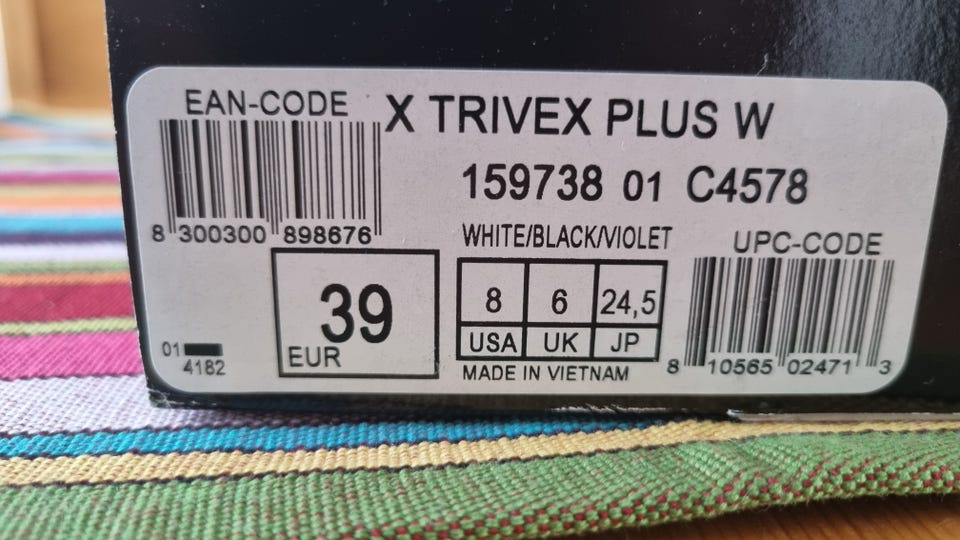 EAN-CODE
X TRIVEX PLUS W
159738 01 C4578
8 300300 898676
WHITE/BLACK/VIOLET
UPC-CODE
39
EUR
8 6 24,5
USA UK JP
01
4182
MADE IN VIETNAM
8 10565 02471 3